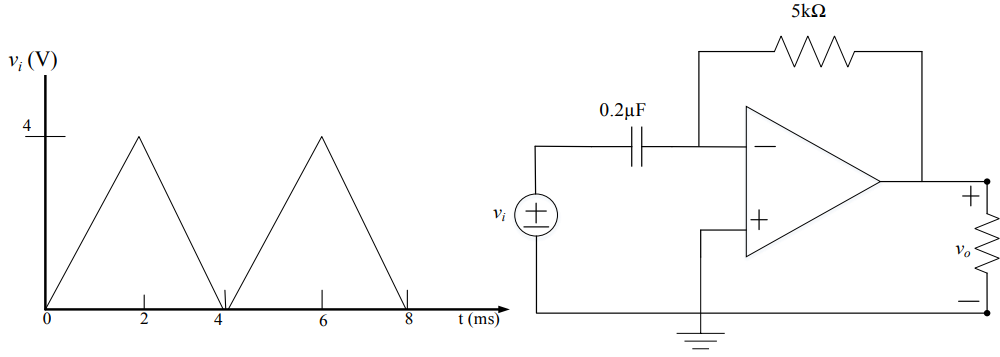 vᵢ (V)
4
0
2
4
6
8
t (ms)
5kΩ
0.2μF
vᵢ
+
−
+
+
vₒ
−